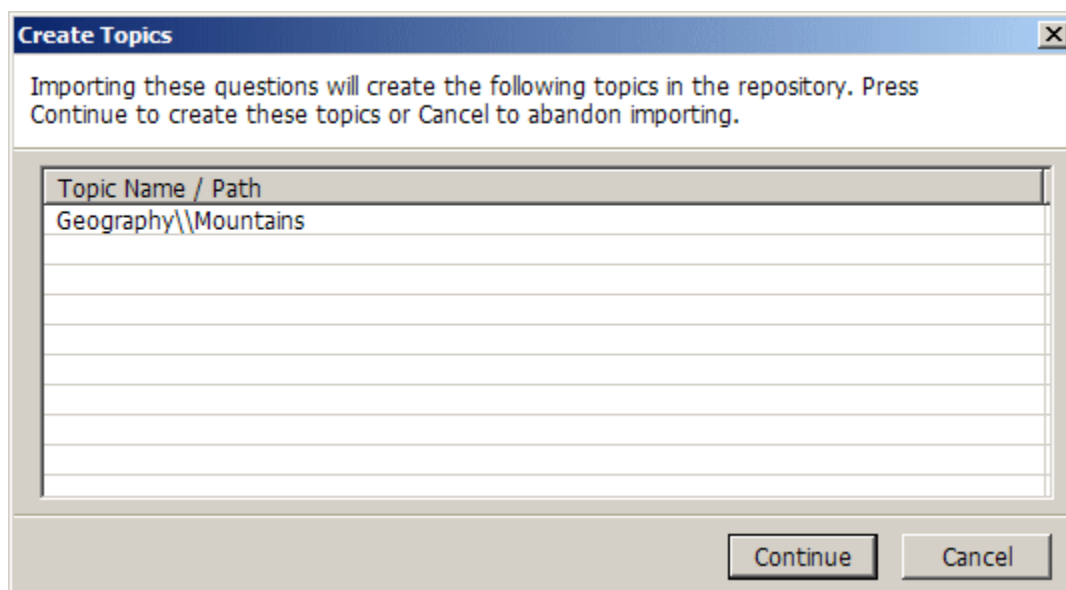 Create Topics
Importing these questions will create the following topics in the repository. Press
Continue to create these topics or Cancel to abandon importing.
Topic Name / Path
Geography\\Mountains
Continue
Cancel